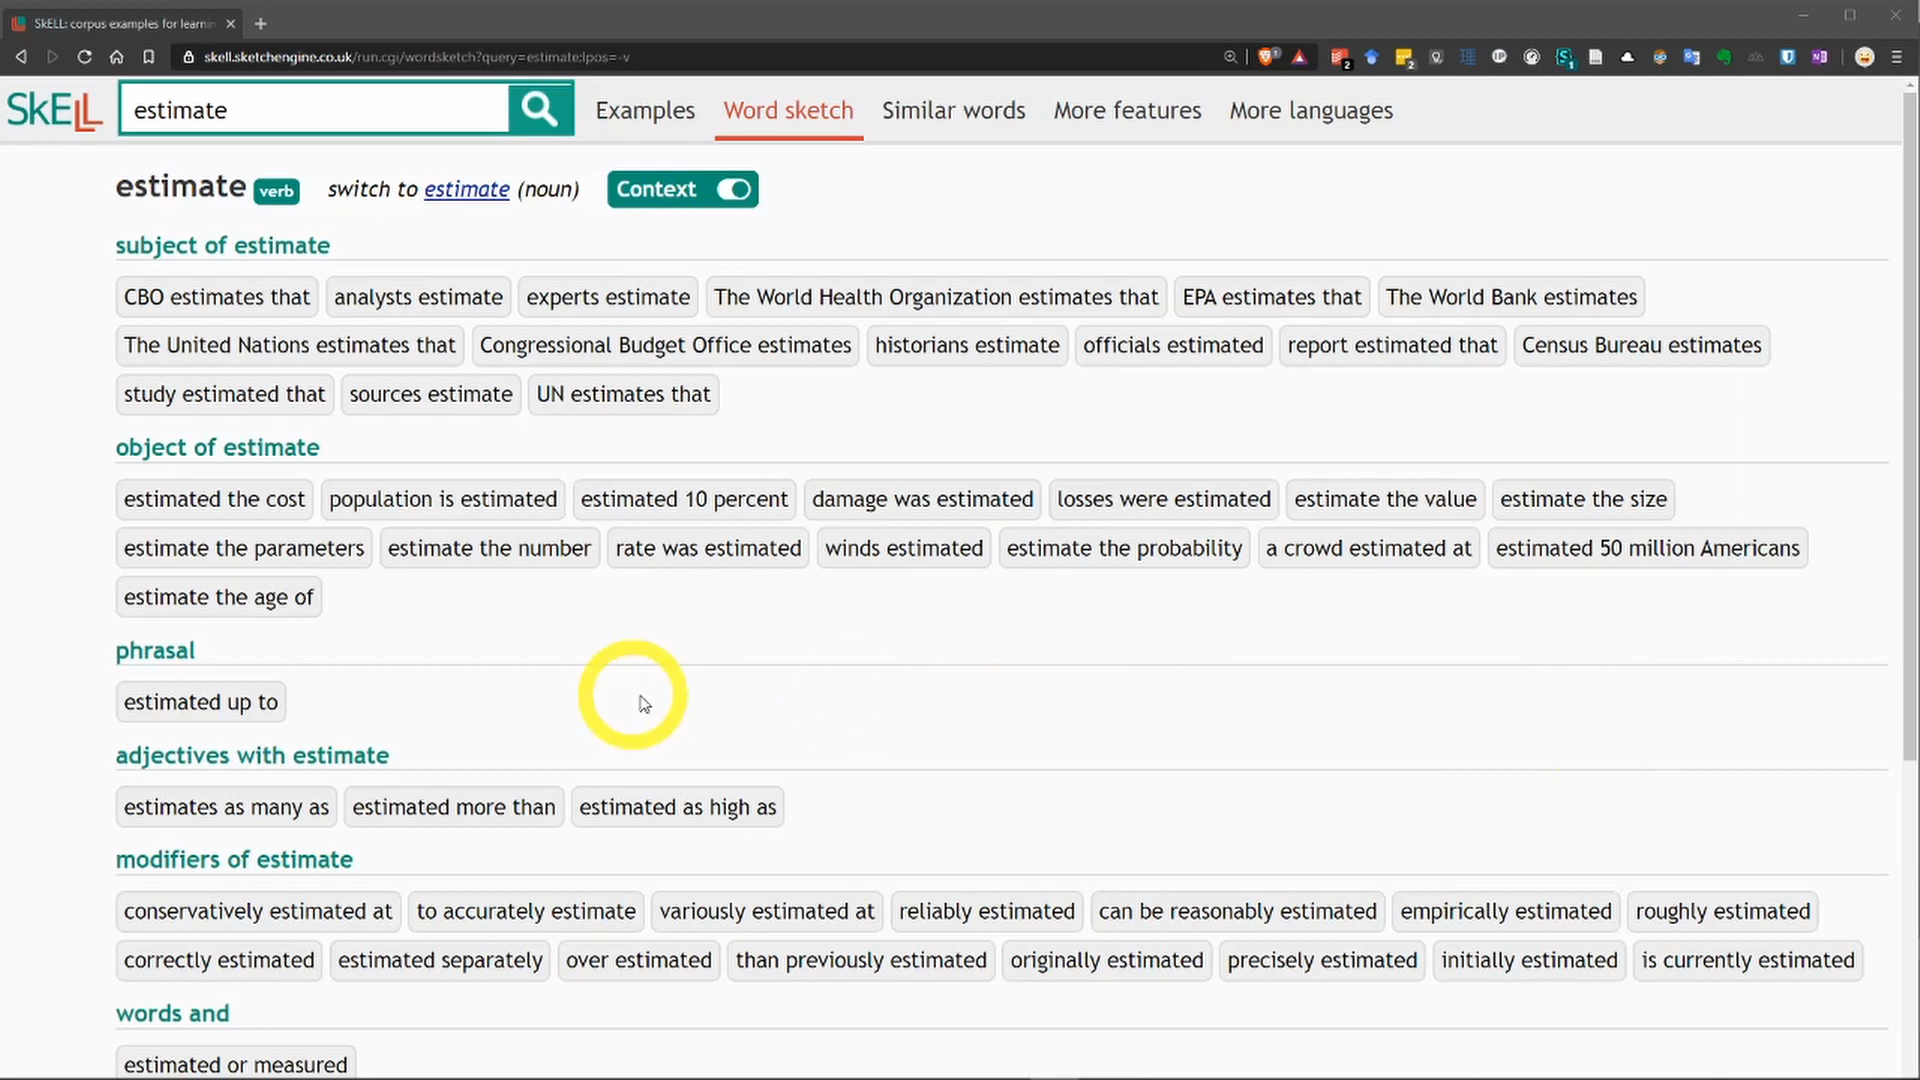 SkELL: corpus examples for learnin
skell.sketchengine.co.uk/run.cgi/wordsketch?query=estimate;lpos=-v
SkELL estimate Examples Word sketch Similar words More features More languages
estimate verb switch to estimate (noun) Context
subject of estimate
CBO estimates that analysts estimate experts estimate The World Health Organization estimates that EPA estimates that The World Bank estimates
The United Nations estimates that Congressional Budget Office estimates historians estimate officials estimated report estimated that Census Bureau estimates
study estimated that sources estimate UN estimates that
object of estimate
estimated the cost population is estimated estimated 10 percent damage was estimated losses were estimated estimate the value estimate the size
estimate the parameters estimate the number rate was estimated winds estimated estimate the probability a crowd estimated at estimated 50 million Americans
estimate the age of
phrasal
estimated up to
adjectives with estimate
estimates as many as estimated more than estimated as high as
modifiers of estimate
conservatively estimated at to accurately estimate variously estimated at reliably estimated can be reasonably estimated empirically estimated roughly estimated
correctly estimated estimated separately over estimated than previously estimated originally estimated precisely estimated initially estimated is currently estimated
words and
estimated or measured